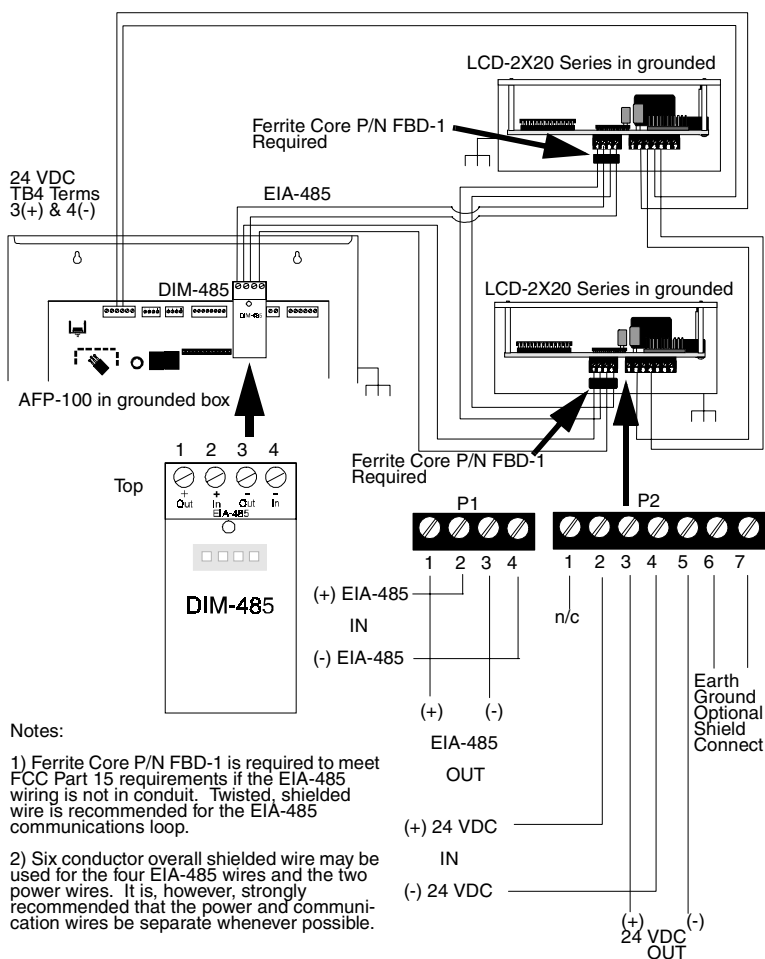 LCD-2X20 Series in grounded
Ferrite Core P/N FBD-1
Required
24 VDC
TB4 Terms
3(+) & 4(-)
EIA-485
DIM-485
LCD-2X20 Series in grounded
DIM-485
AFP-100 in grounded box
Ferrite Core P/N FBD-1
Required
1 2 3 4
Top
+ + - -
Out In Out In
EIA-485
DIM-485
P1
1 2 3 4
(+) EIA-485
IN
(-) EIA-485
(+) (-)
EIA-485
OUT
P2
1 2 3 4 5 6 7
n/c
Earth
Ground
Optional
Shield
Connect
(+) 24 VDC
IN
(-) 24 VDC
(+) (-)
24 VDC
OUT
Notes:
1) Ferrite Core P/N FBD-1 is required to meet
FCC Part 15 requirements if the EIA-485
wiring is not in conduit. Twisted, shielded
wire is recommended for the EIA-485
communications loop.
2) Six conductor overall shielded wire may be
used for the four EIA-485 wires and the two
power wires. It is, however, strongly
recommended that the power and communi-
cation wires be separate whenever possible.